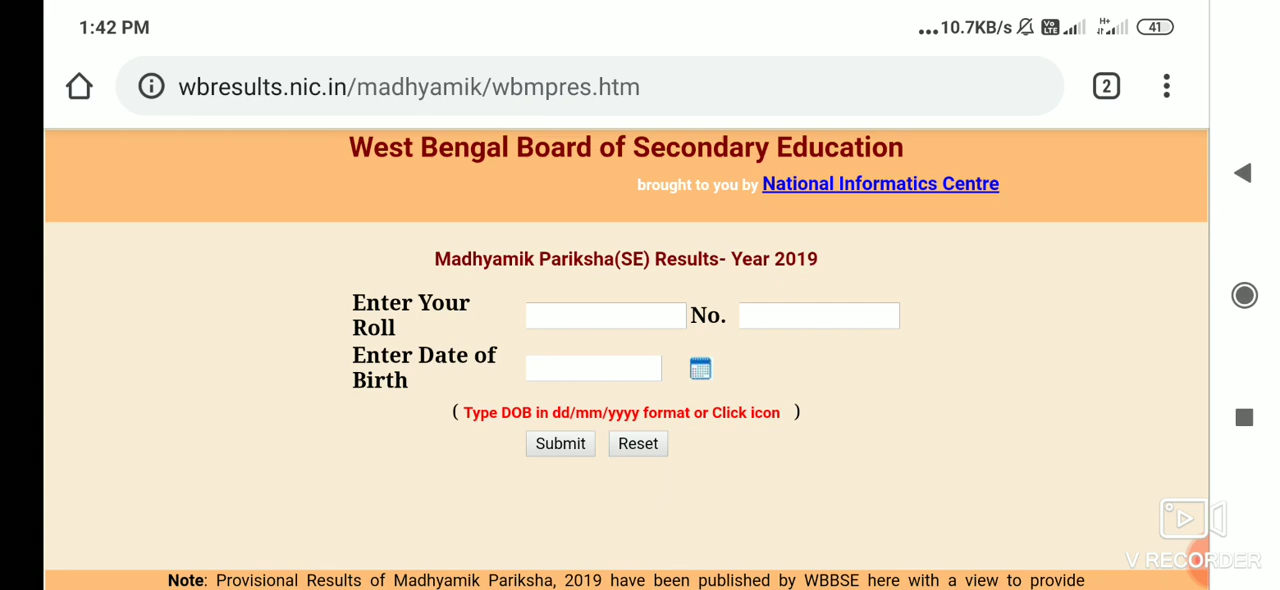 1:42 PM
10.7KB/s Vo LTE H+ 41
wbresults.nic.in/madhyamik/wbmpres.htm
2
West Bengal Board of Secondary Education
brought to you by National Informatics Centre
Madhyamik Pariksha(SE) Results- Year 2019
Enter Your Roll No.
Enter Date of Birth
( Type DOB in dd/mm/yyyy format or Click icon )
Submit Reset
V RECORDER
Note: Provisional Results of Madhyamik Pariksha, 2019 have been published by WBBSE here with a view to provide